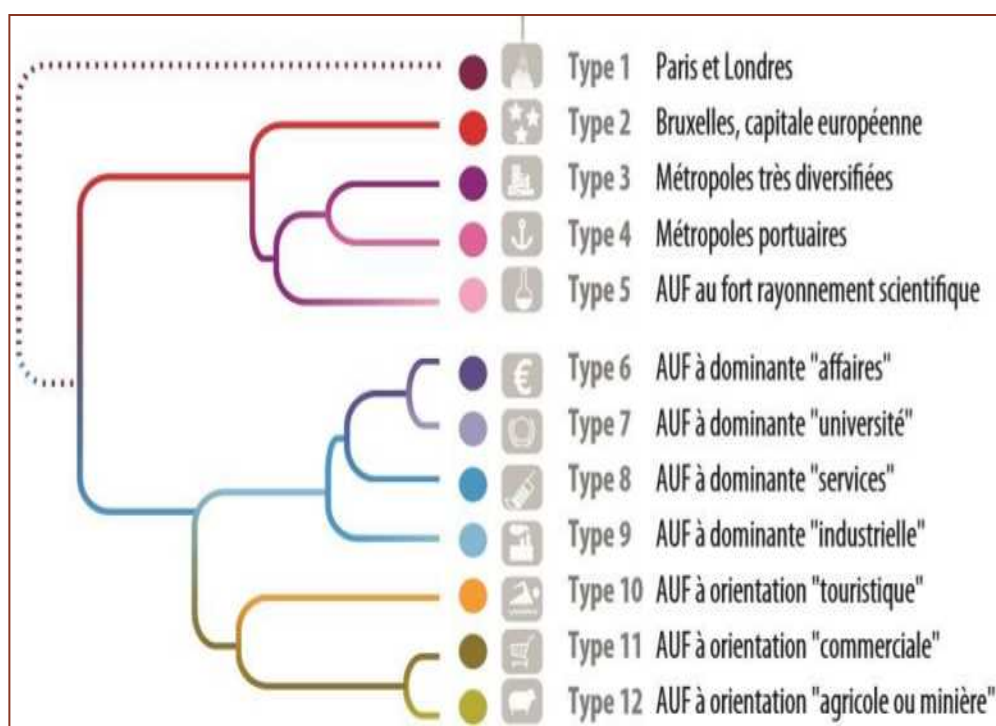 Type 1 Paris et Londres
Type 2 Bruxelles, capitale européenne
Type 3 Métropoles très diversifiées
Type 4 Métropoles portuaires
Type 5 AUF au fort rayonnement scientifique
€
Type 6 AUF à dominante "affaires"
Type 7 AUF à dominante "université"
Type 8 AUF à dominante "services"
Type 9 AUF à dominante "industrielle"
Type 10 AUF à orientation "touristique"
Type 11 AUF à orientation "commerciale"
Type 12 AUF à orientation "agricole ou minière"